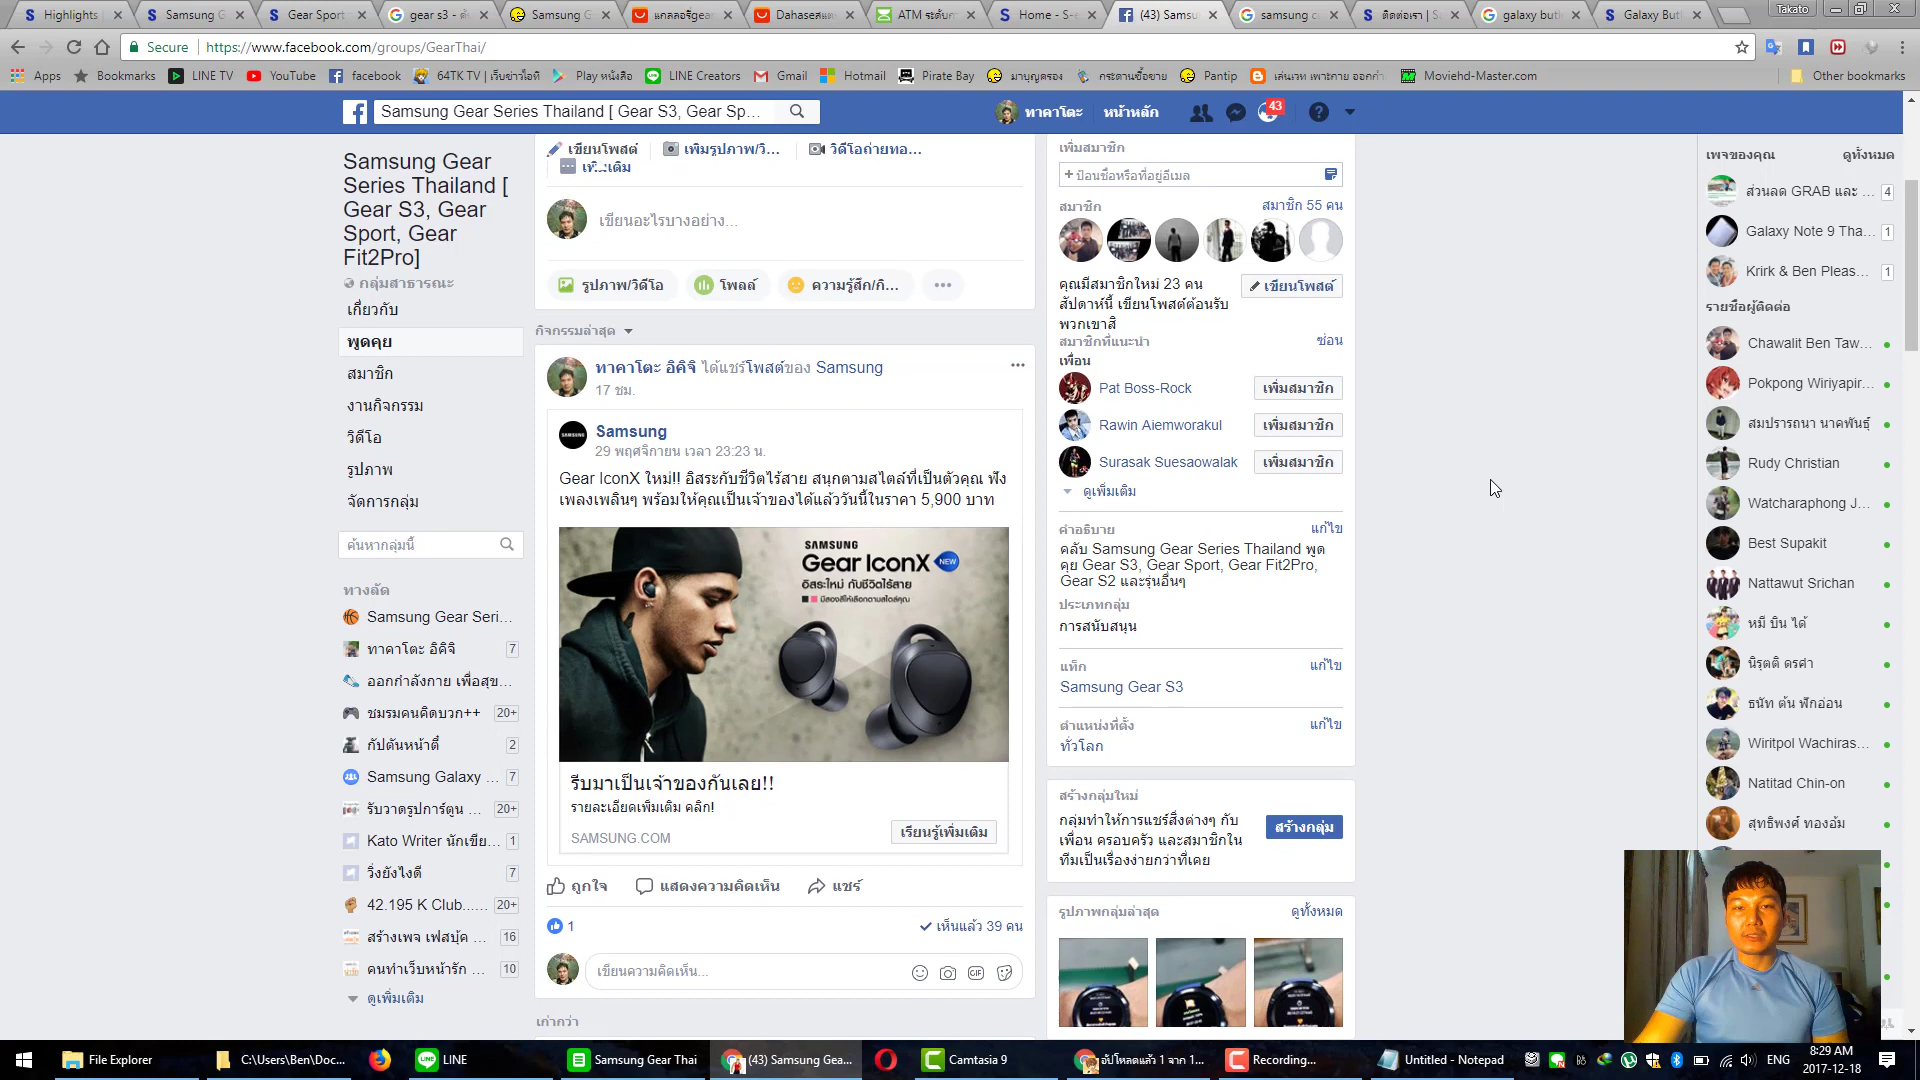 Highlights
Samsung G
Gear Sport
gear s3 - ค้
Samsung G
แกลลอรี่gear
Dahasaแต
ATM ระดับก
Home - S-e
(43) Samsu
samsung c
ติดต่อเรา | S
galaxy butl
Galaxy But
Takato
Secure
https://www.facebook.com/groups/GearThai/
Apps
Bookmarks
LINE TV
YouTube
facebook
64TK TV | เว็บข่าวไอที
Play หนังสือ
LINE Creators
Gmail
Hotmail
Pirate Bay
มานุญตรอง
กระดานซื้อขาย
Pantip
เล่นเวท เพาะกาย ออกกำ
Moviehd-Master.com
Other bookmarks
Samsung Gear Series Thailand [ Gear S3, Gear Sp...
ทาคาโตะ
หน้าหลัก
43
Samsung Gear
Series Thailand [
Gear S3, Gear
Sport, Gear
Fit2Pro]
กลุ่มสาธารณะ
เกี่ยวกับ
พูดคุย
สมาชิก
งานกิจกรรม
วิดีโอ
รูปภาพ
จัดการกลุ่ม
ค้นหากลุ่มนี้
ทางลัด
Samsung Gear Seri...
ทาคาโตะ อิคิจิ 7
ออกกำลังกาย เพื่อสุข...
ชมรมคนคิดบวก++ 20+
กัปตันหน้าตี๋ 2
Samsung Galaxy ... 7
รับวาดรูปการ์ตูน ... 20+
Kato Writer นักเขีย... 1
วิ่งยังไงดี 7
42.195 K Club...... 20+
สร้างเพจ เฟสบุ้ค ... 16
คนทำเว็บหน้ารัก ... 10
ดูเพิ่มเติม
เขียนโพสต์
เพิ่มรูปภาพ/วิ...
วิดีโอถ่ายทอ...
เพิ่มเติม
เขียนอะไรบางอย่าง...
รูปภาพ/วิดีโอ
โพลล์
ความรู้สึก/กิ...
กิจกรรมล่าสุด
ทาคาโตะ อิคิจิ ได้แชร์โพสต์ของ Samsung
17 ชม.
SAMSUNG
Samsung
29 พฤศจิกายน เวลา 23:23 น.
Gear IconX ใหม่!! อิสระกับชีวิตไร้สาย สนุกตามสไตล์ที่เป็นตัวคุณ ฟัง
เพลงเพลินๆ พร้อมให้คุณเป็นเจ้าของได้แล้ววันนี้ในราคา 5,900 บาท
SAMSUNG
Gear IconX NEW
อิสระใหม่ กับชีวิตไร้สาย
มีสองสีให้เลือกตามสไตล์คุณ
รีบมาเป็นเจ้าของกันเลย!!
รายละเอียดเพิ่มเติม คลิก!
SAMSUNG.COM
เรียนรู้เพิ่มเติม
ถูกใจ
แสดงความคิดเห็น
แชร์
1
เห็นแล้ว 39 คน
เขียนความคิดเห็น...
GIF
เก่ากว่า
เพิ่มสมาชิก
+ ป้อนชื่อหรือที่อยู่อีเมล
สมาชิก
สมาชิก 55 คน
คุณมีสมาชิกใหม่ 23 คน
สัปดาห์นี้ เขียนโพสต์ต้อนรับ
พวกเขาสิ
เขียนโพสต์
สมาชิกที่แนะนำ
ซ่อน
เพื่อน
Pat Boss-Rock
เพิ่มสมาชิก
Rawin Aiemworakul
เพิ่มสมาชิก
Surasak Suesaowalak
เพิ่มสมาชิก
ดูเพิ่มเติม
คำอธิบาย
แก้ไข
คลับ Samsung Gear Series Thailand พูด
คุย Gear S3, Gear Sport, Gear Fit2Pro,
Gear S2 และรุ่นอื่นๆ
ประเภทกลุ่ม
การสนับสนุน
แท็ก
แก้ไข
Samsung Gear S3
ตำแหน่งที่ตั้ง
แก้ไข
ทั่วโลก
สร้างกลุ่มใหม่
กลุ่มทำให้การแชร์สิ่งต่างๆ กับ
เพื่อน ครอบครัว และสมาชิกใน
ทีมเป็นเรื่องง่ายกว่าที่เคย
สร้างกลุ่ม
รูปภาพกลุ่มล่าสุด
ดูทั้งหมด
เพจของคุณ
ดูทั้งหมด
ส่วนลด GRAB และ ... 4
Galaxy Note 9 Tha... 1
Krirk & Ben Pleas... 1
รายชื่อผู้ติดต่อ
Chawalit Ben Taw...
Pokpong Wiriyapir...
สมปรารถนา นาคพันธุ์
Rudy Christian
Watcharaphong J...
Best Supakit
Nattawut Srichan
หมี บิน ได้
นิรุตติ ดรศำ
ธนัท ต้น ฟักอ่อน
Wiritpol Wachiras...
Natitad Chin-on
สุทธิพงศ์ ทองอ้ม
File Explorer
C:\Users\Ben\Doc...
LINE
Samsung Gear Thai
(43) Samsung Gea...
Camtasia 9
อัปโหลดแล้ว 1 จาก 1...
Recording...
Untitled - Notepad
ENG
8:29 AM
2017-12-18